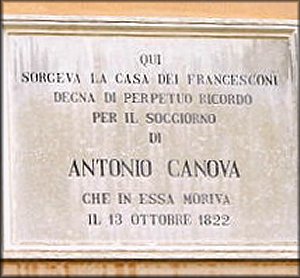 QUI
SORGEVA LA CASA DEI FRANCESCONI
DEGNA DI PERPETUO RICORDO
PER IL SOGGIORNO
DI
ANTONIO CANOVA
CHE IN ESSA MORIVA
IL 13 OTTOBRE 1822